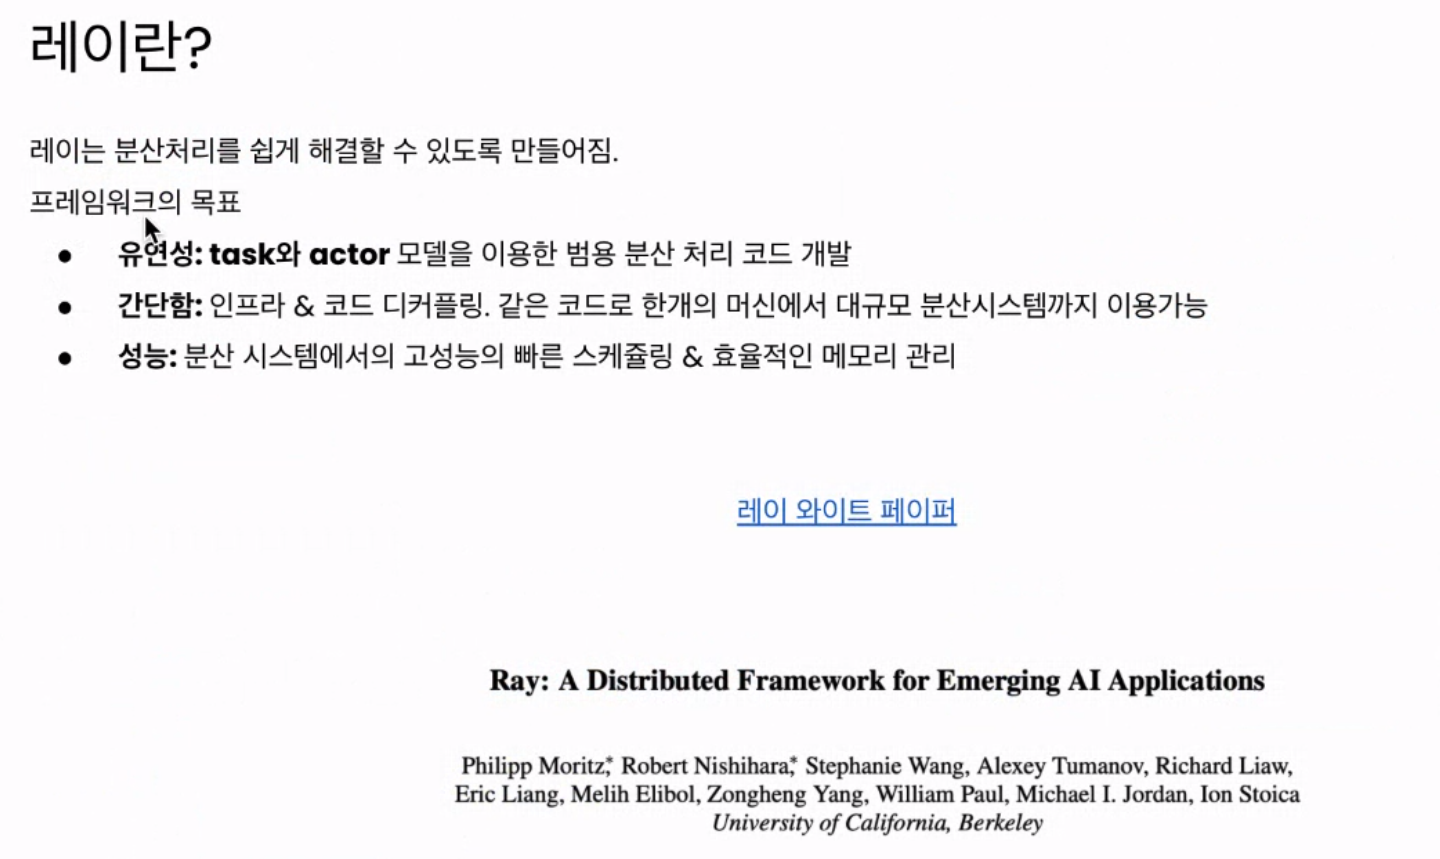 레이란?
레이는 분산처리를 쉽게 해결할 수 있도록 만들어짐.
프레임워크의 목표
● 유연성: task와 actor 모델을 이용한 범용 분산 처리 코드 개발
● 간단함: 인프라 & 코드 디커플링. 같은 코드로 한개의 머신에서 대규모 분산시스템까지 이용가능
● 성능: 분산 시스템에서의 고성능의 빠른 스케쥴링 & 효율적인 메모리 관리
레이 와이트 페이퍼
Ray: A Distributed Framework for Emerging AI Applications
Philipp Moritz,* Robert Nishihara,* Stephanie Wang, Alexey Tumanov, Richard Liaw,
Eric Liang, Melih Elibol, Zongheng Yang, William Paul, Michael I. Jordan, Ion Stoica
University of California, Berkeley